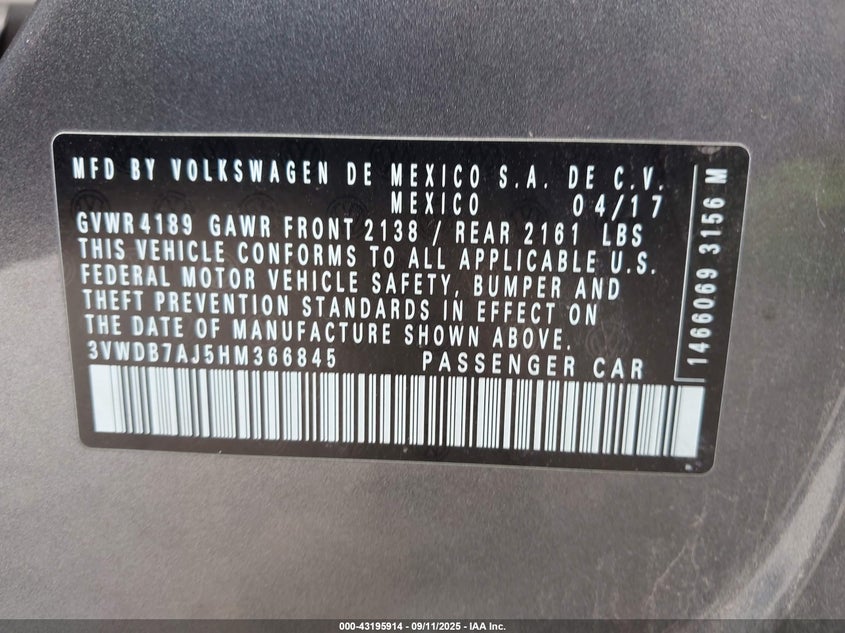 MFD BY VOLKSWAGEN DE MEXICO S.A. DE C.V.
MEXICO 04/17
GVWR 4189 GAWR FRONT 2138 / REAR 2161 LBS
THIS VEHICLE CONFORMS TO ALL APPLICABLE U.S.
FEDERAL MOTOR VEHICLE SAFETY, BUMPER AND
THEFT PREVENTION STANDARDS IN EFFECT ON
THE DATE OF MANUFACTURE SHOWN ABOVE.
3VWDB7AJ5HM366845 PASSENGER CAR
1466069 3156 M
000-43195914 - 09/11/2025 - IAA Inc.